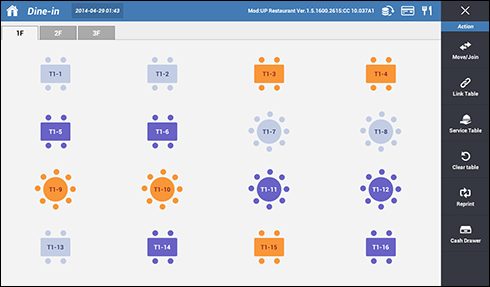 Dine-in 2014-04-29 01:43 Mod:UP Restaurant Ver.1.5.1600.2615:CC 10.037A1
1F 2F 3F
Action
T1-1 T1-2 T1-3 T1-4
Move/Join
Link Table
T1-5 T1-6 T1-7 T1-8
Service Table
Clear table
T1-9 T1-10 T1-11 T1-12
Reprint
Cash Drawer
T1-13 T1-14 T1-15 T1-16